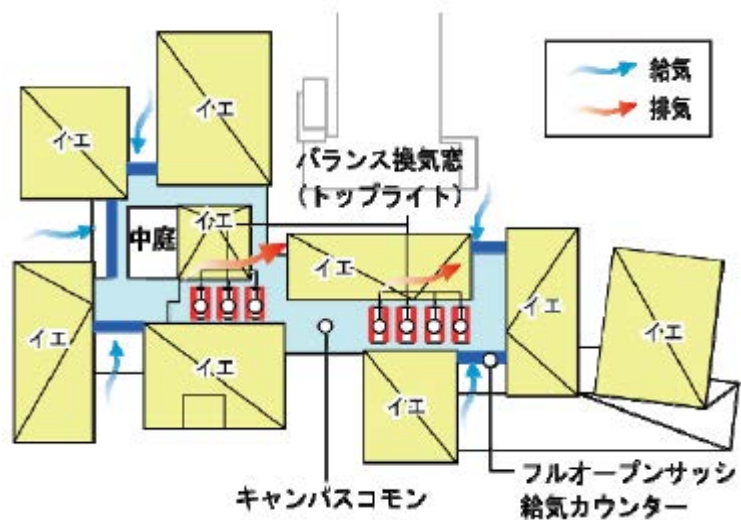 給気
排気
イエ
イエ
バランス換気窓
（トップライト）
イエ
中庭
イエ
イエ
イエ
イエ
イエ
イエ
イエ
キャンパスコモン
フルオープンサッシ
給気カウンター